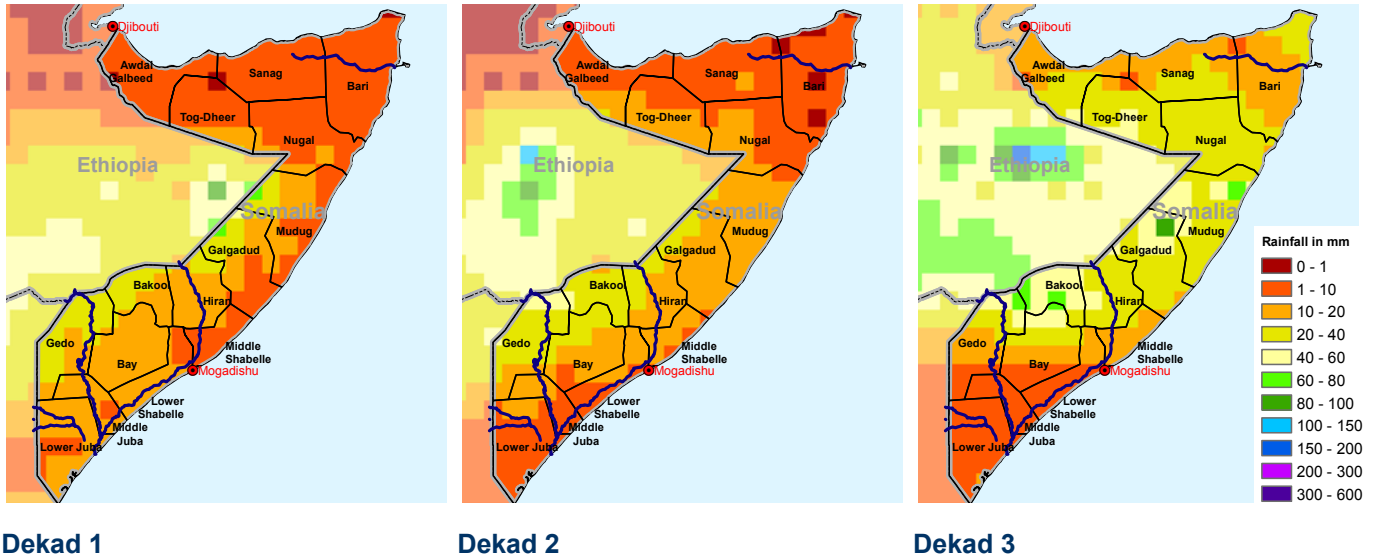 Djibouti
Awdal
Galbeed
Sanag
Bari
Tog-Dheer
Nugal
Ethiopia
Somalia
Mudug
Galgadud
Bakool
Hiran
Gedo
Bay
Middle
Shabelle
Mogadishu
Lower
Shabelle
Middle
Juba
Lower Juba
Dekad 1
Djibouti
Awdal
Galbeed
Sanag
Bari
Tog-Dheer
Nugal
Ethiopia
Somalia
Mudug
Galgadud
Bakool
Hiran
Gedo
Bay
Middle
Shabelle
Mogadishu
Lower
Shabelle
Middle
Juba
Lower Juba
Dekad 2
Djibouti
Awdal
Galbeed
Sanag
Bari
Tog-Dheer
Nugal
Ethiopia
Somalia
Mudug
Galgadud
Bakool
Hiran
Gedo
Bay
Middle
Shabelle
Mogadishu
Lower
Shabelle
Middle
Juba
Lower Juba
Dekad 3
Rainfall in mm
0 - 1
1 - 10
10 - 20
20 - 40
40 - 60
60 - 80
80 - 100
100 - 150
150 - 200
200 - 300
300 - 600